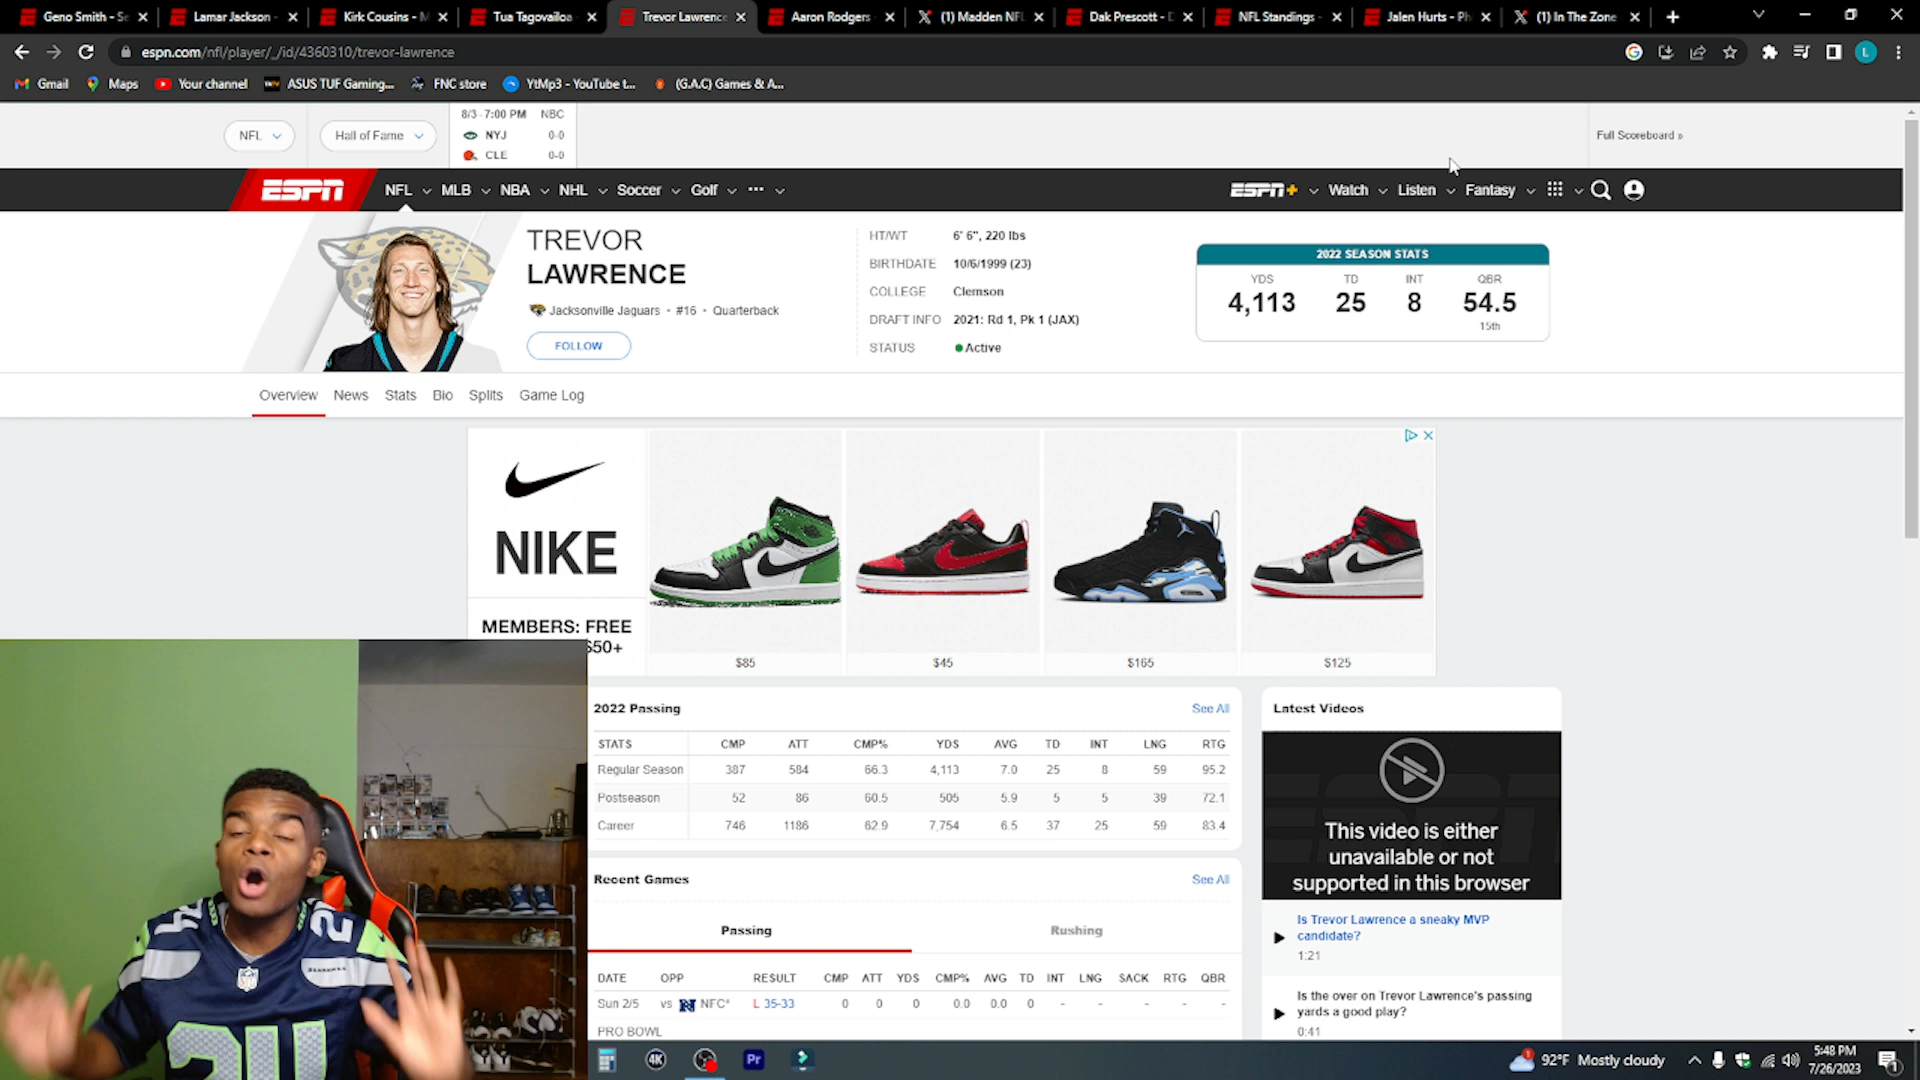 Geno Smith - Se
Lamar Jackson -
Kirk Cousins - M
Tua Tagovailoa
Trevor Lawrence
Aaron Rodgers -
(1) Madden NFL
Dak Prescott - D
NFL Standings -
Jalen Hurts - Ph
(1) In The Zone
espn.com/nfl/player/_/id/4360310/trevor-lawrence
L
Gmail
Maps
Your channel
ASUS TUF Gaming...
FNC store
YtMp3 - YouTube t...
(G.A.C) Games & A...
NFL
Hall of Fame
8/3 - 7:00 PM NBC
NYJ 0-0
CLE 0-0
Full Scoreboard »
ESPN NFL MLB NBA NHL Soccer Golf ...
ESPN+ Watch Listen Fantasy
TREVOR
LAWRENCE
Jacksonville Jaguars • #16 • Quarterback
FOLLOW
HT/WT 6' 6", 220 lbs
BIRTHDATE 10/6/1999 (23)
COLLEGE Clemson
DRAFT INFO 2021: Rd 1, Pk 1 (JAX)
STATUS Active
2022 SEASON STATS
YDS TD INT QBR
4,113 25 8 54.5
15th
Overview News Stats Bio Splits Game Log
NIKE
MEMBERS: FREE
$50+
$85 $45 $165 $125
2022 Passing See All
STATS CMP ATT CMP% YDS AVG TD INT LNG RTG
Regular Season 387 584 66.3 4,113 7.0 25 8 59 95.2
Postseason 52 86 60.5 505 5.9 5 5 39 72.1
Career 746 1186 62.9 7,754 6.5 37 25 59 83.4
Recent Games See All
Passing Rushing
DATE OPP RESULT CMP ATT YDS CMP% AVG TD INT LNG SACK RTG QBR
Sun 2/5 vs NFC* L 35-33 0 0 0 0.0 0.0 0 - - - - -
PRO BOWL
Latest Videos
This video is either
unavailable or not
supported in this browser
Is Trevor Lawrence a sneaky MVP
candidate?
1:21
Is the over on Trevor Lawrence's passing
yards a good play?
0:41
24
SEAHAWKS
NFL
24
4K
Pr
92°F Mostly cloudy
5:48 PM
7/26/2023
1